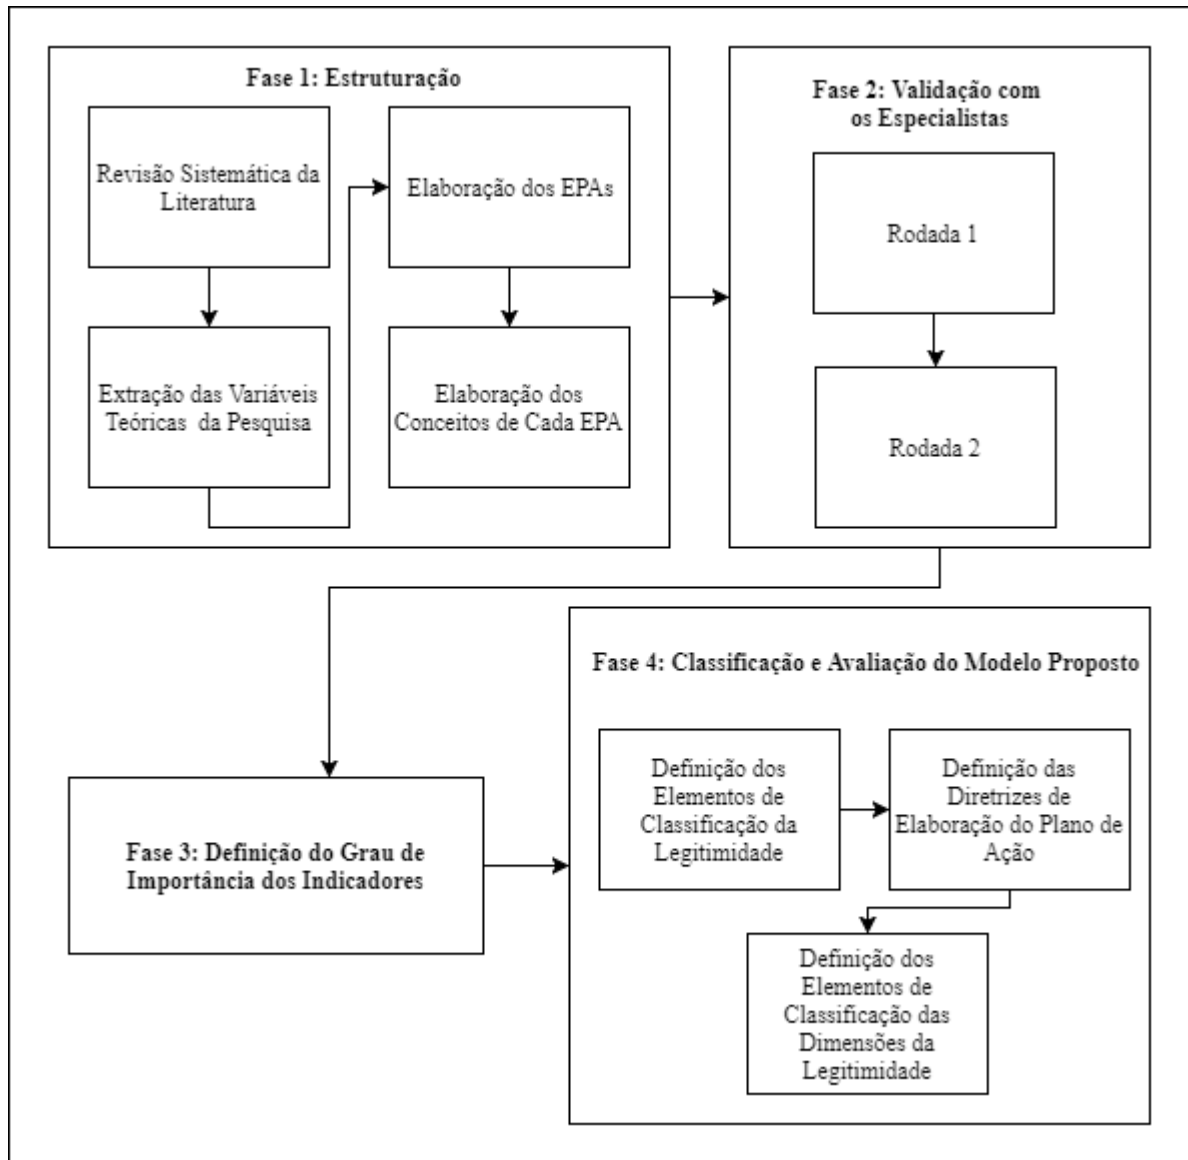 Fase 1: Estruturação
Revisão Sistemática da
Literatura
Extração das Variáveis
Teóricas da Pesquisa
Elaboração dos EPAs
Elaboração dos
Conceitos de Cada EPA
Fase 2: Validação com
os Especialistas
Rodada 1
Rodada 2
Fase 3: Definição do Grau de
Importância dos Indicadores
Fase 4: Classificação e Avaliação do Modelo Proposto
Definição dos
Elementos de
Classificação da
Legitimidade
Definição das
Diretrizes de
Elaboração do Plano de
Ação
Definição dos
Elementos de
Classificação das
Dimensões da
Legitimidade